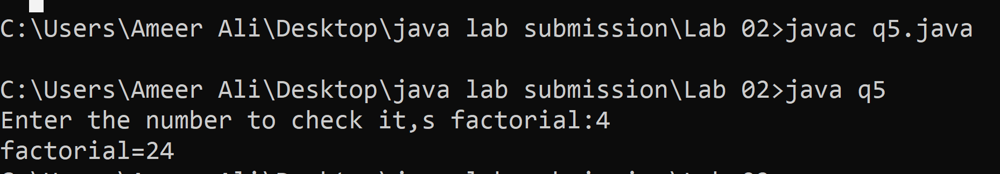 C:\Users\Ameer Ali\Desktop\java lab submission\Lab 02>javac q5.java
C:\Users\Ameer Ali\Desktop\java lab submission\Lab 02>java q5
Enter the number to check it,s factorial:4
factorial=24